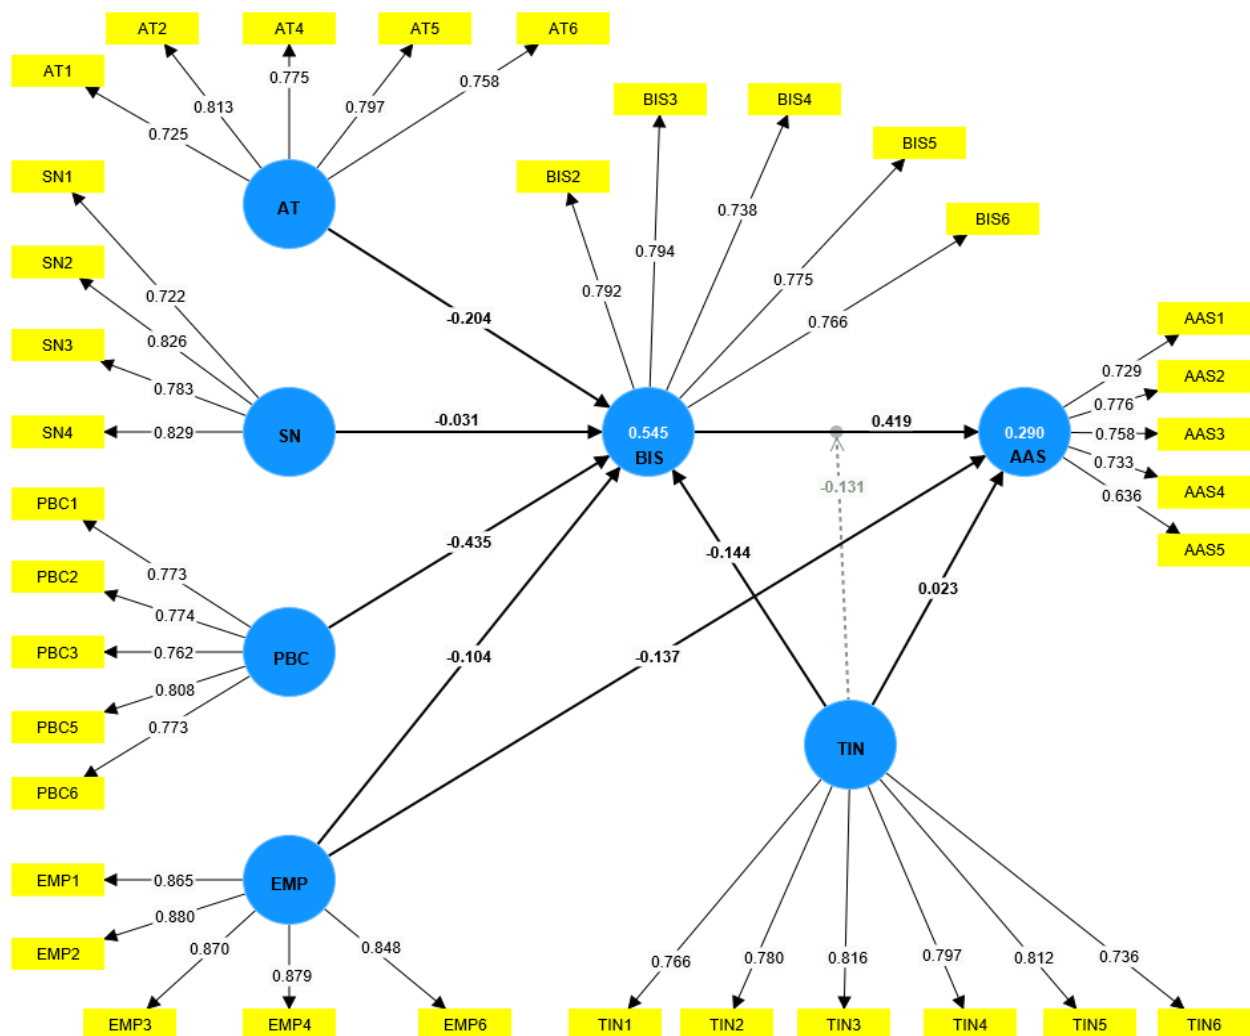 AT2
AT4
AT5
AT6
AT1
0.775
0.758
0.813
0.797
0.725
BIS3
BIS4
BIS5
BIS2
BIS6
SN1
AT
0.738
0.794
0.775
0.792
0.766
SN2
0.722
-0.204
SN3
0.826
0.783
SN4
0.829
SN
-0.031
0.545
BIS
0.419
-0.131
0.290
AAS
AAS1
0.729
AAS2
0.776
0.758
AAS3
0.733
AAS4
0.636
AAS5
PBC1
-0.435
0.773
PBC2
0.774
PBC3
0.762
PBC
0.808
PBC5
0.773
PBC6
-0.144
0.023
-0.104
-0.137
TIN
EMP1
0.865
EMP
0.880
EMP2
0.870
0.879
0.848
EMP3
EMP4
EMP6
0.766
0.780
0.816
0.797
0.812
0.736
TIN1
TIN2
TIN3
TIN4
TIN5
TIN6